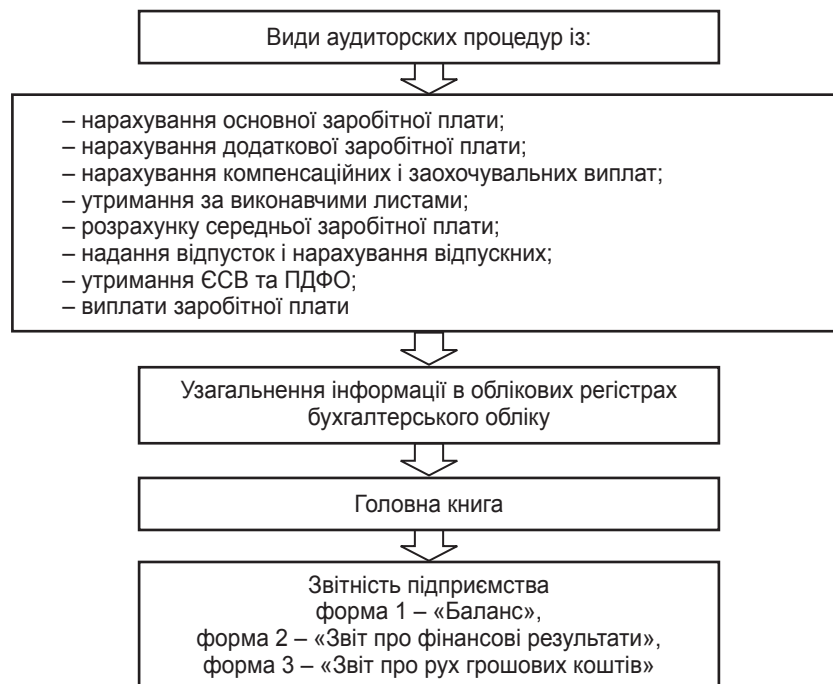 Види аудиторских процедур із:
– нарахування основної заробітної плати;
– нарахування додаткової заробітної плати;
– нарахування компенсаційних і заохочувальних виплат;
– утримання за виконавчими листами;
– розрахунку середньої заробітної плати;
– надання відпусток і нарахування відпускних;
– утримання ЄСВ та ПДФО;
– виплати заробітної плати
Узагальнення інформації в облікових регістрах
бухгалтерського обліку
Головна книга
Звітність підприємства
форма 1 – «Баланс»,
форма 2 – «Звіт про фінансові результати»,
форма 3 – «Звіт про рух грошових коштів»